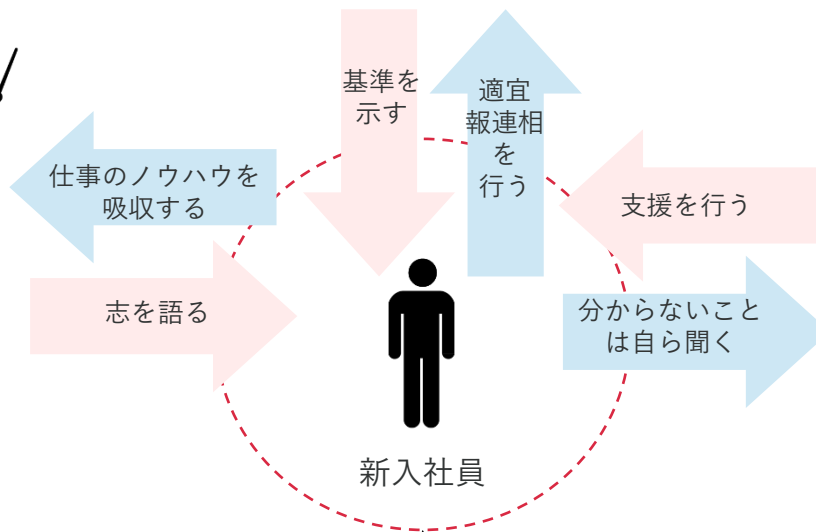 基準を
示す
適宜
報連相
を
行う
仕事のノウハウを
吸収する
支援を行う
志を語る
分からないこと
は自ら聞く
新入社員